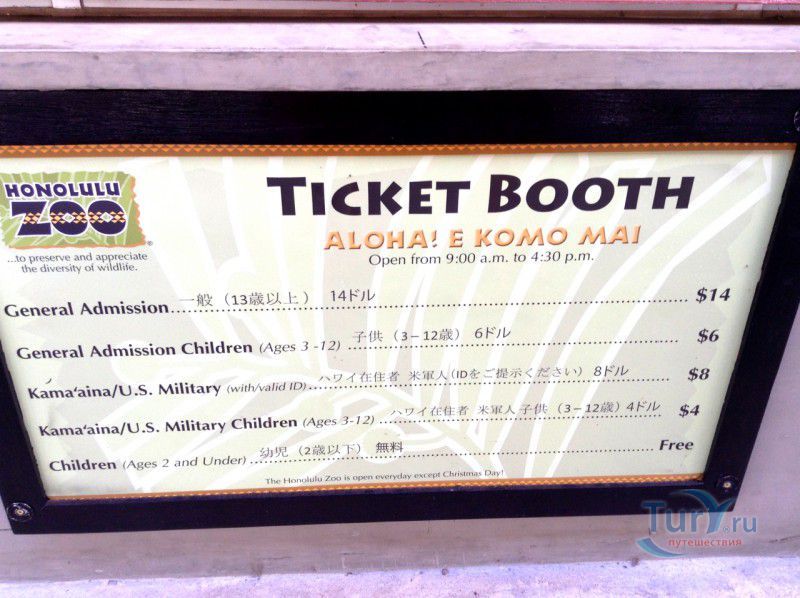 HONOLULU
ZOO
®
...to preserve and appreciate
the diversity of wildlife.
TICKET BOOTH
ALOHA! E KOMO MAI
Open from 9:00 a.m. to 4:30 p.m.
General Admission 一般（13歳以上） 14ドル $14
General Admission Children (Ages 3 -12) 子供（3－12歳） 6ドル $6
Kama‘aina/U.S. Military (with/valid ID) ハワイ在住者 米軍人(IDをご提示ください) 8ドル $8
Kama‘aina/U.S. Military Children (Ages 3-12) ハワイ在住者 米軍人子供（3－12歳）4ドル $4
Children (Ages 2 and Under) 幼児（2歳以下） 無料 Free
The Honolulu Zoo is open everyday except Christmas Day!
Tury.ru
путешествия